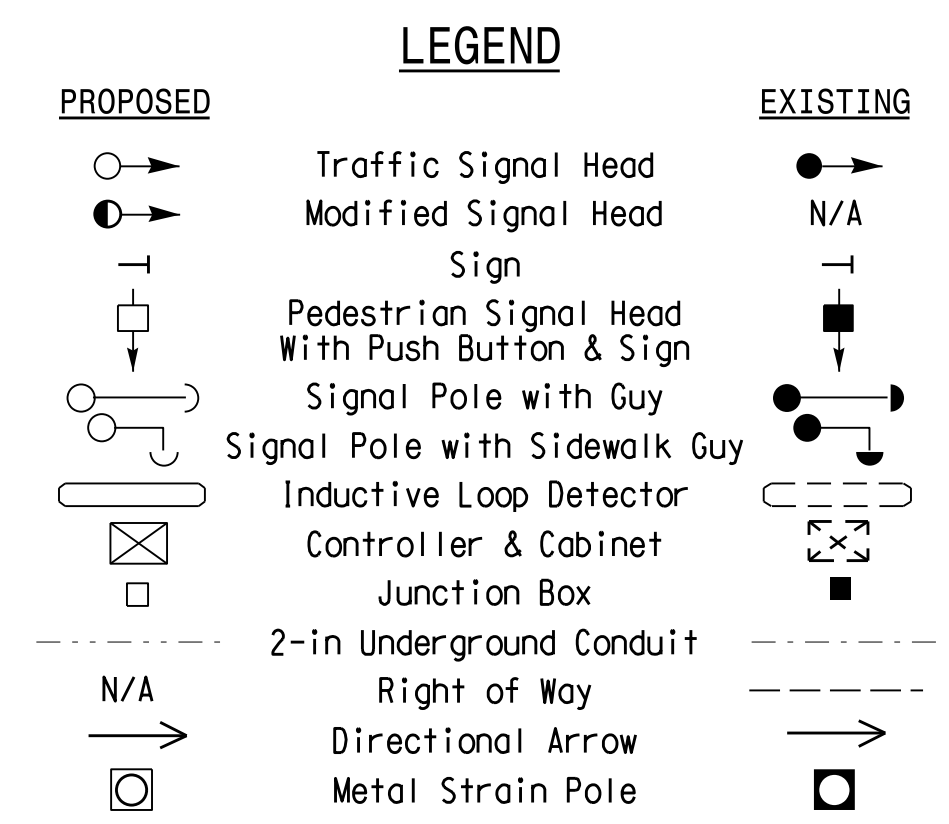 LEGEND
PROPOSED EXISTING
Traffic Signal Head
Modified Signal Head N/A
Sign
Pedestrian Signal Head
With Push Button & Sign
Signal Pole with Guy
Signal Pole with Sidewalk Guy
Inductive Loop Detector
Controller & Cabinet
Junction Box
2-in Underground Conduit
N/A Right of Way
Directional Arrow
Metal Strain Pole